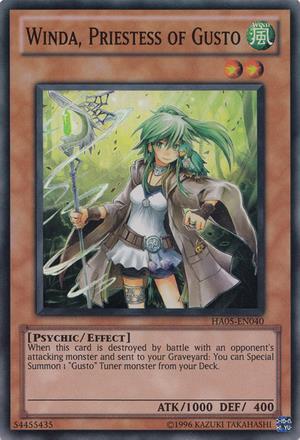 WINDA, PRIESTESS OF GUSTO
WIND
風
HA05-EN040
[PSYCHIC/EFFECT]
When this card is destroyed by battle with an opponent's
attacking monster and sent to your Graveyard: You can Special
Summon 1 "Gusto" Tuner monster from your Deck.
ATK/1000 DEF/ 400
54455435
©1996 KAZUKI TAKAHASHI